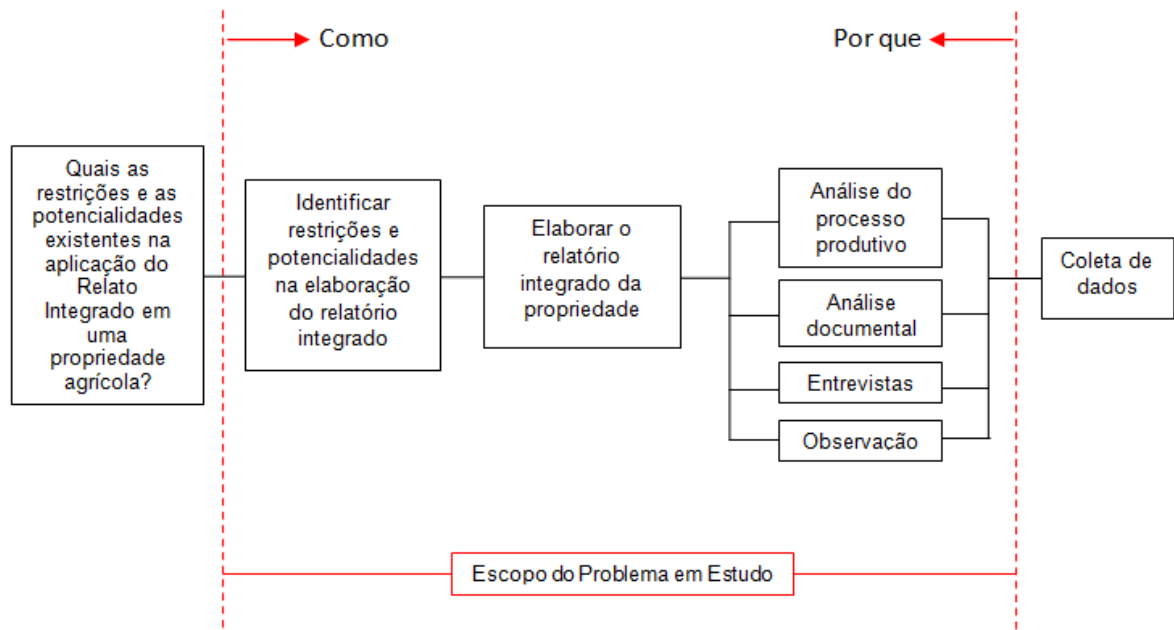 Como
Por que
Quais as
restrições e as
potencialidades
existentes na
aplicação do
Relato
Integrado em
uma
propriedade
agrícola?
Identificar
restrições e
potencialidades
na elaboração
do relatório
integrado
Elaborar o
relatório
integrado da
propriedade
Análise do
processo
produtivo
Análise
documental
Entrevistas
Observação
Coleta de
dados
Escopo do Problema em Estudo